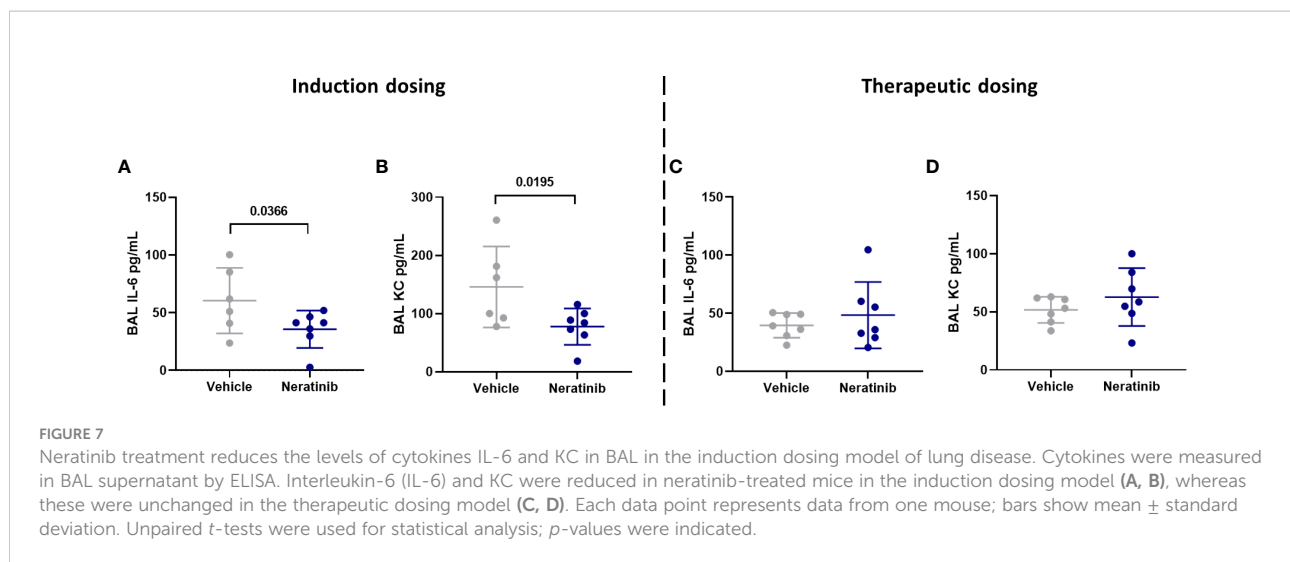 Induction dosing
Therapeutic dosing
A
B
C
D
0.0366
0.0195
BAL IL-6 pg/mL
150
100
50
0
Vehicle
Neratinib
BAL KC pg/mL
300
200
100
0
Vehicle
Neratinib
BAL IL-6 pg/mL
150
100
50
0
Vehicle
Neratinib
BAL KC pg/mL
150
100
50
0
Vehicle
Neratinib
FIGURE 7
Neratinib treatment reduces the levels of cytokines IL-6 and KC in BAL in the induction dosing model of lung disease. Cytokines were measured
in BAL supernatant by ELISA. Interleukin-6 (IL-6) and KC were reduced in neratinib-treated mice in the induction dosing model (A, B), whereas
these were unchanged in the therapeutic dosing model (C, D). Each data point represents data from one mouse; bars show mean ± standard
deviation. Unpaired t-tests were used for statistical analysis; p-values were indicated.